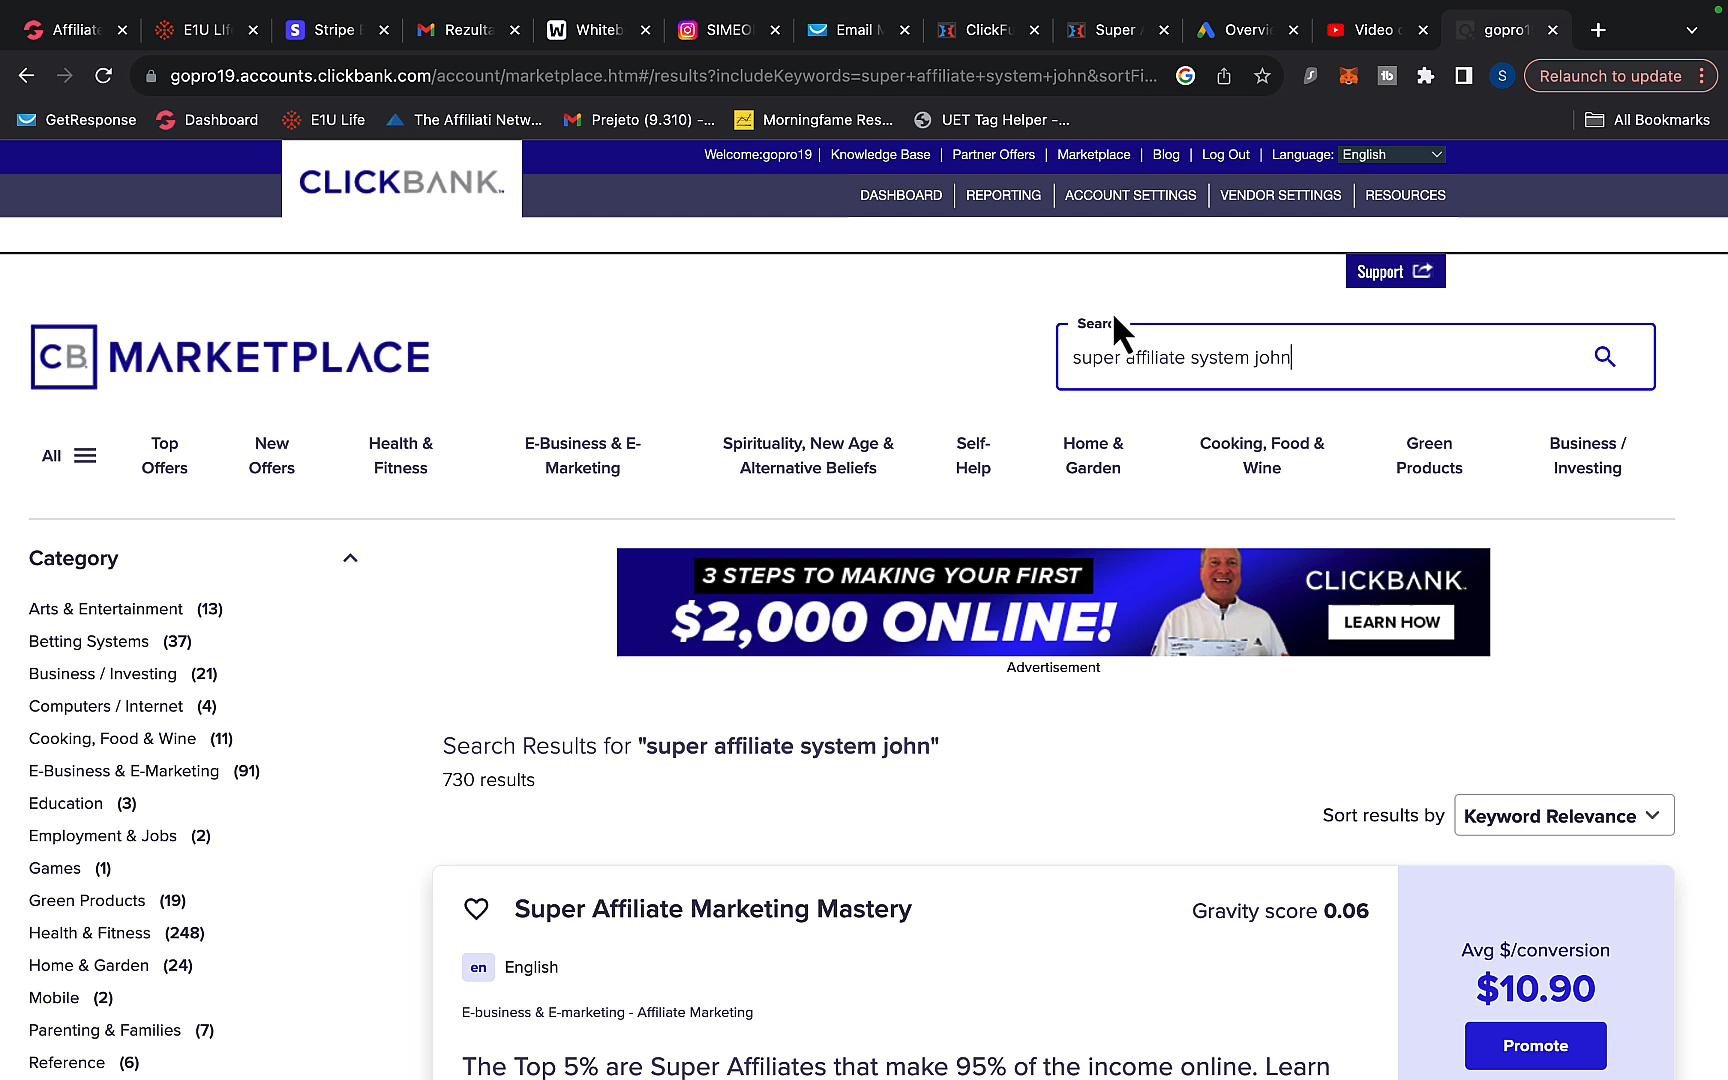 Affiliate
E1U LIf
Stripe
Rezulta
Whiteb
SIMEO
Email M
ClickFu
Super
Overvi
Video
gopro1
gopro19.accounts.clickbank.com/account/marketplace.htm#/results?includeKeywords=super+affiliate+system+john&sortFi...
Relaunch to update
GetResponse
Dashboard
E1U Life
The Affiliati Netw...
Prejeto (9.310) -...
Morningfame Res...
UET Tag Helper -...
All Bookmarks
Welcome:gopro19 | Knowledge Base | Partner Offers | Marketplace | Blog | Log Out | Language: English
CLICKBANK
DASHBOARD | REPORTING | ACCOUNT SETTINGS | VENDOR SETTINGS | RESOURCES
Support
CB MARKETPLACE
Searc
super affiliate system john
All
Top
Offers
New
Offers
Health &
Fitness
E-Business & E-
Marketing
Spirituality, New Age &
Alternative Beliefs
Self-
Help
Home &
Garden
Cooking, Food &
Wine
Green
Products
Business /
Investing
Category
Arts & Entertainment (13)
Betting Systems (37)
Business / Investing (21)
Computers / Internet (4)
Cooking, Food & Wine (11)
E-Business & E-Marketing (91)
Education (3)
Employment & Jobs (2)
Games (1)
Green Products (19)
Health & Fitness (248)
Home & Garden (24)
Mobile (2)
Parenting & Families (7)
Reference (6)
3 STEPS TO MAKING YOUR FIRST
$2,000 ONLINE!
CLICKBANK.
LEARN HOW
Advertisement
Search Results for "super affiliate system john"
730 results
Sort results by Keyword Relevance
Super Affiliate Marketing Mastery
Gravity score 0.06
en English
E-business & E-marketing - Affiliate Marketing
The Top 5% are Super Affiliates that make 95% of the income online. Learn
Avg $/conversion
$10.90
Promote